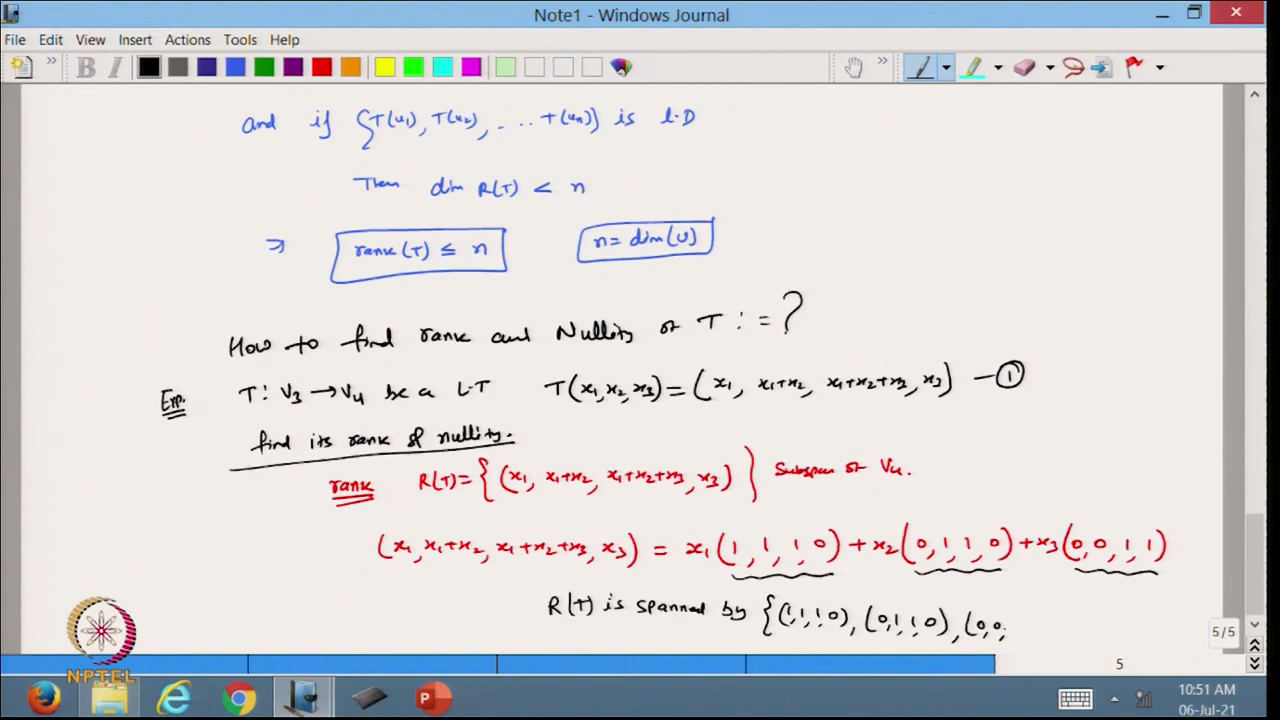 Note1 - Windows Journal
File Edit View Insert Actions Tools Help
And if {T(u1), T(u2), . . . T(un)} is l.D
Then dim R(T) < n
⇒ rank(T) ≤ n n = dim(U)
How to find rank and Nullity of T : = ?
Exp. T : V3 → V4 be a L.T T(x1, x2, x3) = (x1, x1+x2, x1+x2+x3, x3) — ①
find its rank & nullity.
rank R(T) = { (x1, x1+x2, x1+x2+x3, x3) } Subspace of V4.
(x1, x1+x2, x1+x2+x3, x3) = x1(1, 1, 1, 0) + x2(0, 1, 1, 0) + x3(0, 0, 1, 1)
R(T) is spanned by {(1, 1, 1, 0), (0, 1, 1, 0), (0, 0,
5/5
5
NPTEL
10:51 AM
06-Jul-21